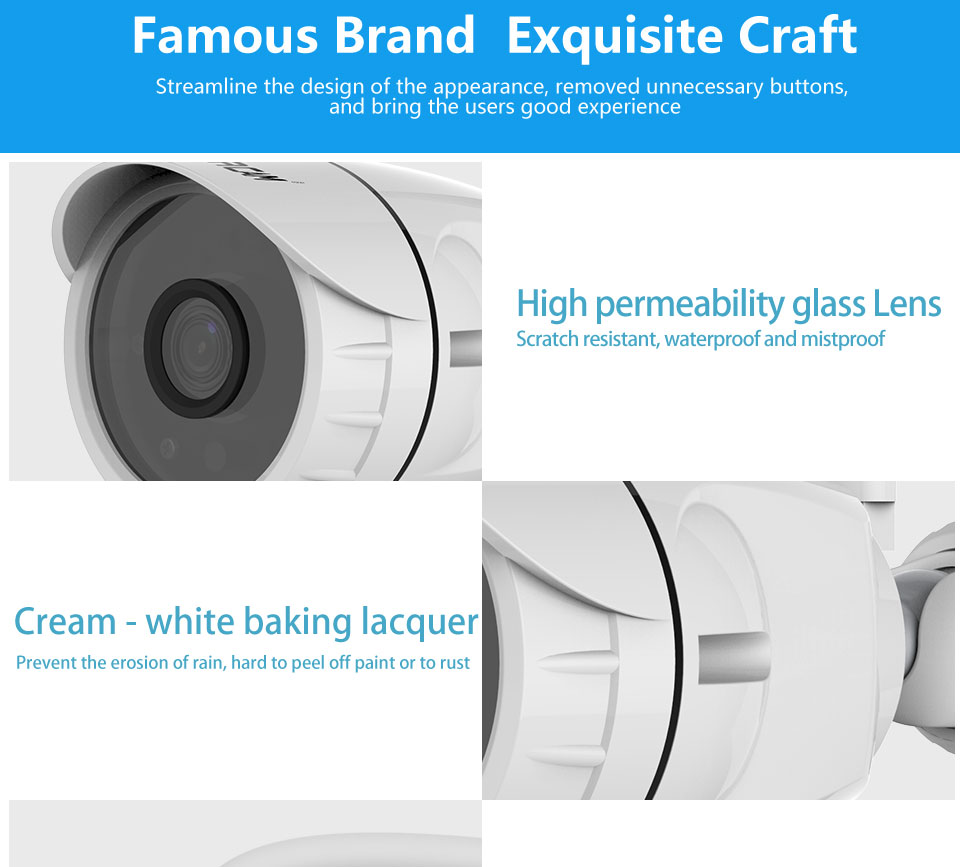 Famous Brand Exquisite Craft
Streamline the design of the appearance, removed unnecessary buttons,
and bring the users good experience
High permeability glass Lens
Scratch resistant, waterproof and mistproof
Cream - white baking lacquer
Prevent the erosion of rain, hard to peel off paint or to rust